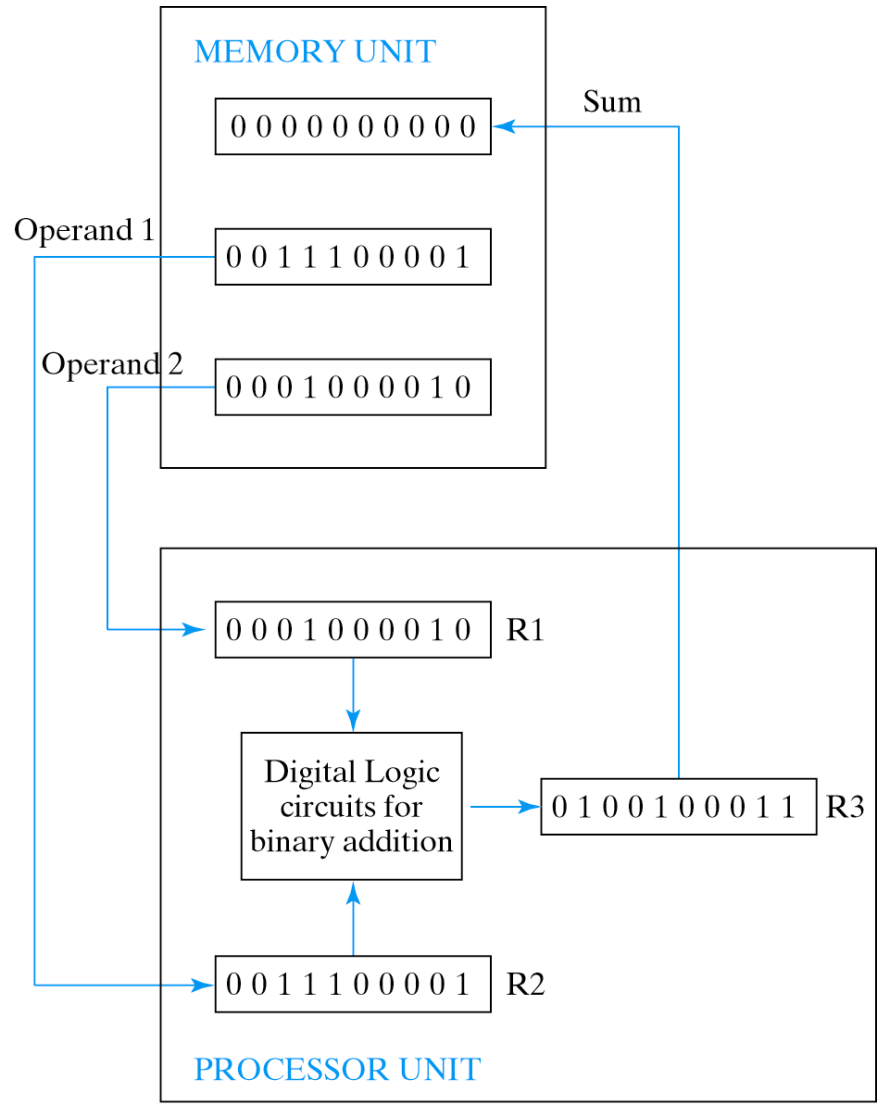 MEMORY UNIT
Sum
0 0 0 0 0 0 0 0 0 0
Operand 1
0 0 1 1 1 0 0 0 0 1
Operand 2
0 0 0 1 0 0 0 0 1 0
0 0 0 1 0 0 0 0 1 0 R1
Digital Logic
circuits for
binary addition
0 1 0 0 1 0 0 0 1 1 R3
0 0 1 1 1 0 0 0 0 1 R2
PROCESSOR UNIT